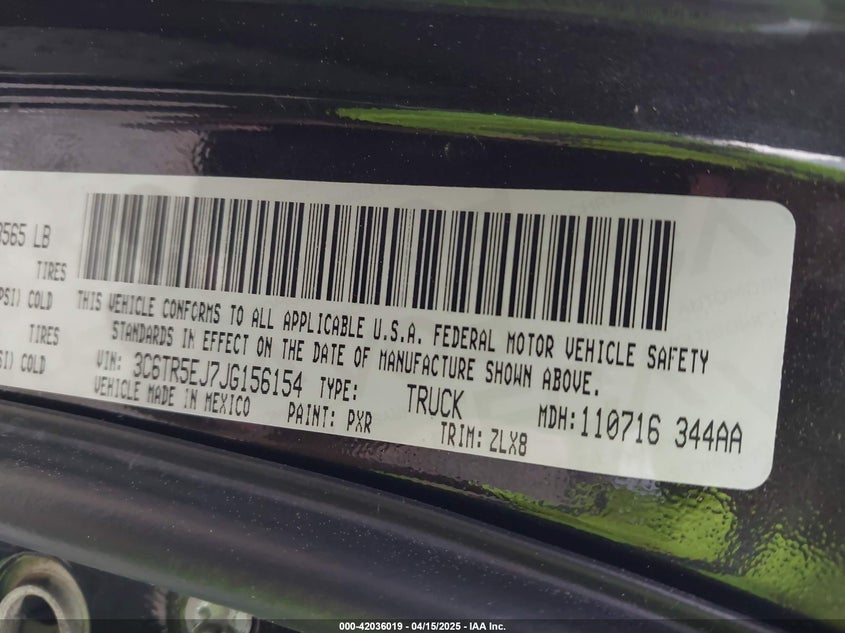 8565 LB
TIRES
PSI) COLD
TIRES
SI) COLD
THIS VEHICLE CONFORMS TO ALL APPLICABLE U.S.A. FEDERAL MOTOR VEHICLE SAFETY
STANDARDS IN EFFECT ON THE DATE OF MANUFACTURE SHOWN ABOVE.
VIN: 3C6TR5EJ7JG156154 TYPE: TRUCK MDH:110716 344AA
VEHICLE MADE IN MEXICO PAINT: PXR TRIM: ZLX8
000-42036019 - 04/15/2025 - IAA Inc.